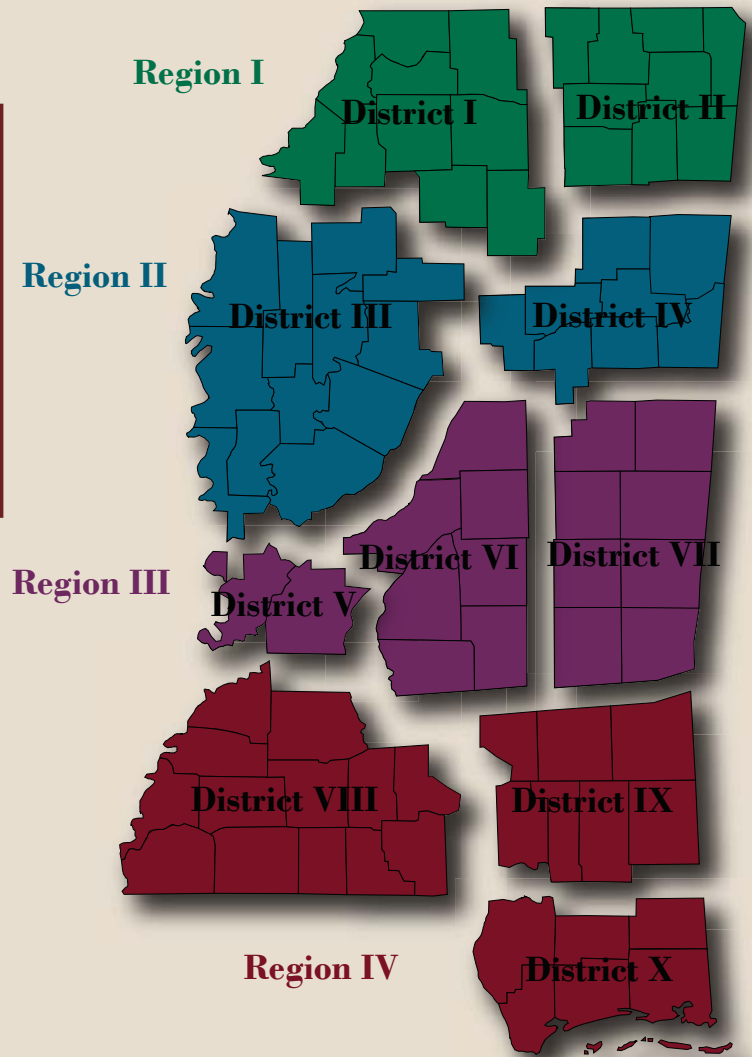 Region I
District I
District II
Region II
District III
District IV
Region III
District V
District VI
District VII
District VIII
District IX
Region IV
District X